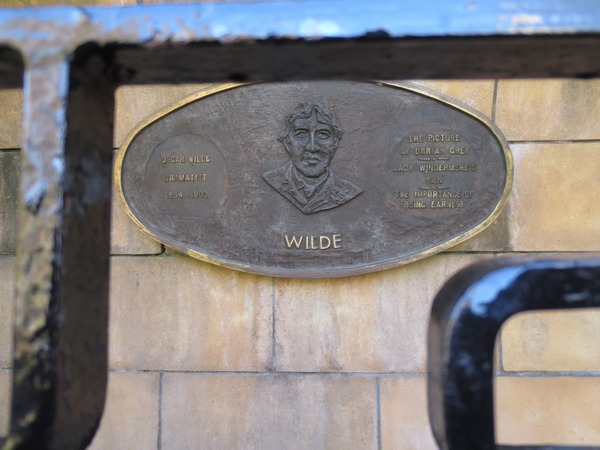 OSCAR WILDE
DRAMATIST
1854-1900
THE PICTURE
OF DORIAN GREY
LADY WINDERMERE'S
FAN
THE IMPORTANCE OF
BEING EARNEST
WILDE